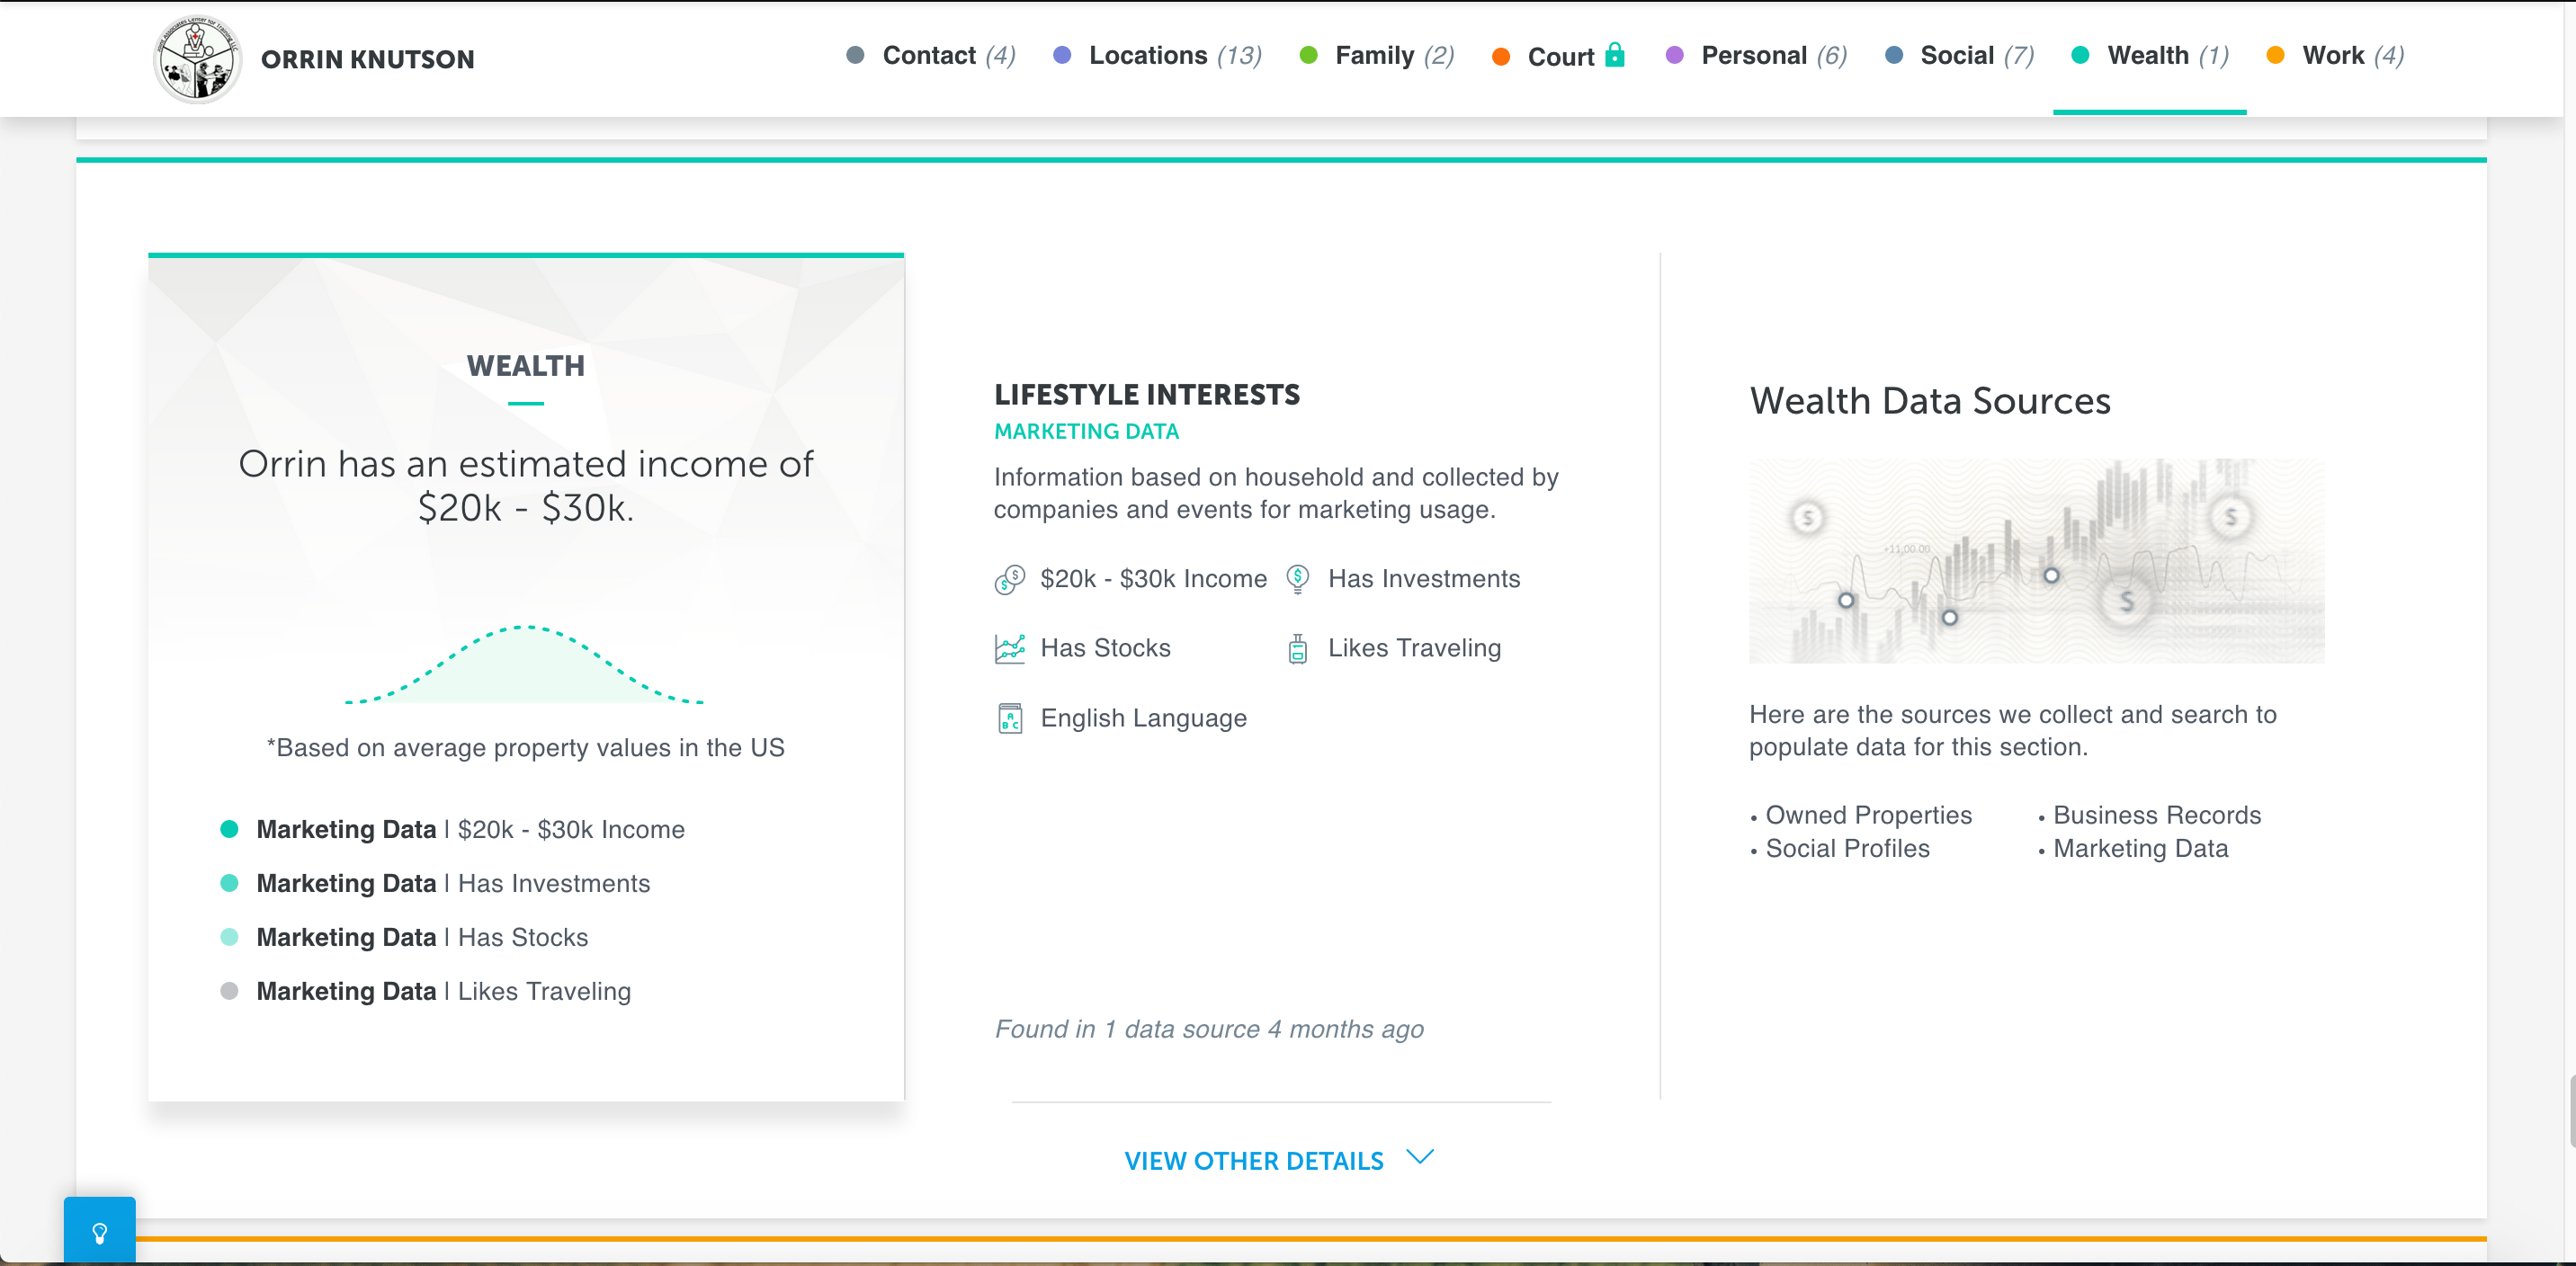 ORRIN KNUTSON
Contact (4)
Locations (13)
Family (2)
Court
Personal (6)
Social (7)
Wealth (1)
Work (4)
WEALTH
Orrin has an estimated income of
$20k - $30k.
*Based on average property values in the US
Marketing Data | $20k - $30k Income
Marketing Data | Has Investments
Marketing Data | Has Stocks
Marketing Data | Likes Traveling
LIFESTYLE INTERESTS
MARKETING DATA
Information based on household and collected by
companies and events for marketing usage.
$20k - $30k Income
Has Investments
Has Stocks
Likes Traveling
English Language
Found in 1 data source 4 months ago
VIEW OTHER DETAILS
Wealth Data Sources
+11,00 00
Here are the sources we collect and search to
populate data for this section.
• Owned Properties
• Business Records
• Social Profiles
• Marketing Data